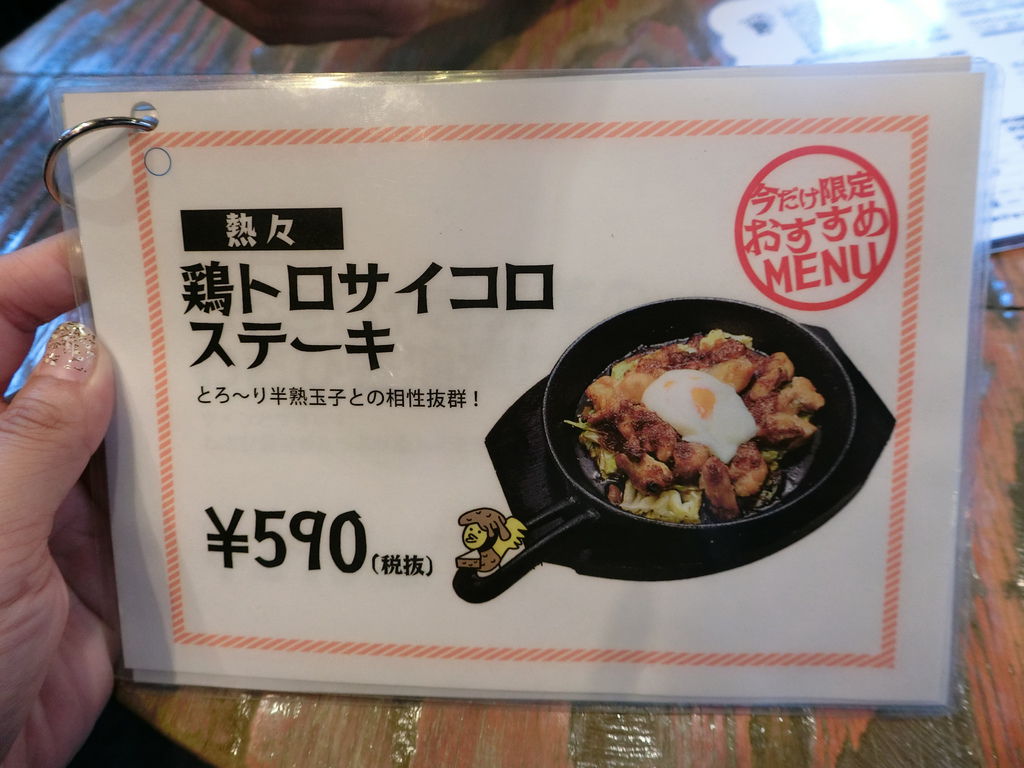 熱々
鶏トロサイコロ
ステーキ
とろ〜り半熟玉子との相性抜群！
¥590(税抜)
今だけ限定
おすすめ
MENU